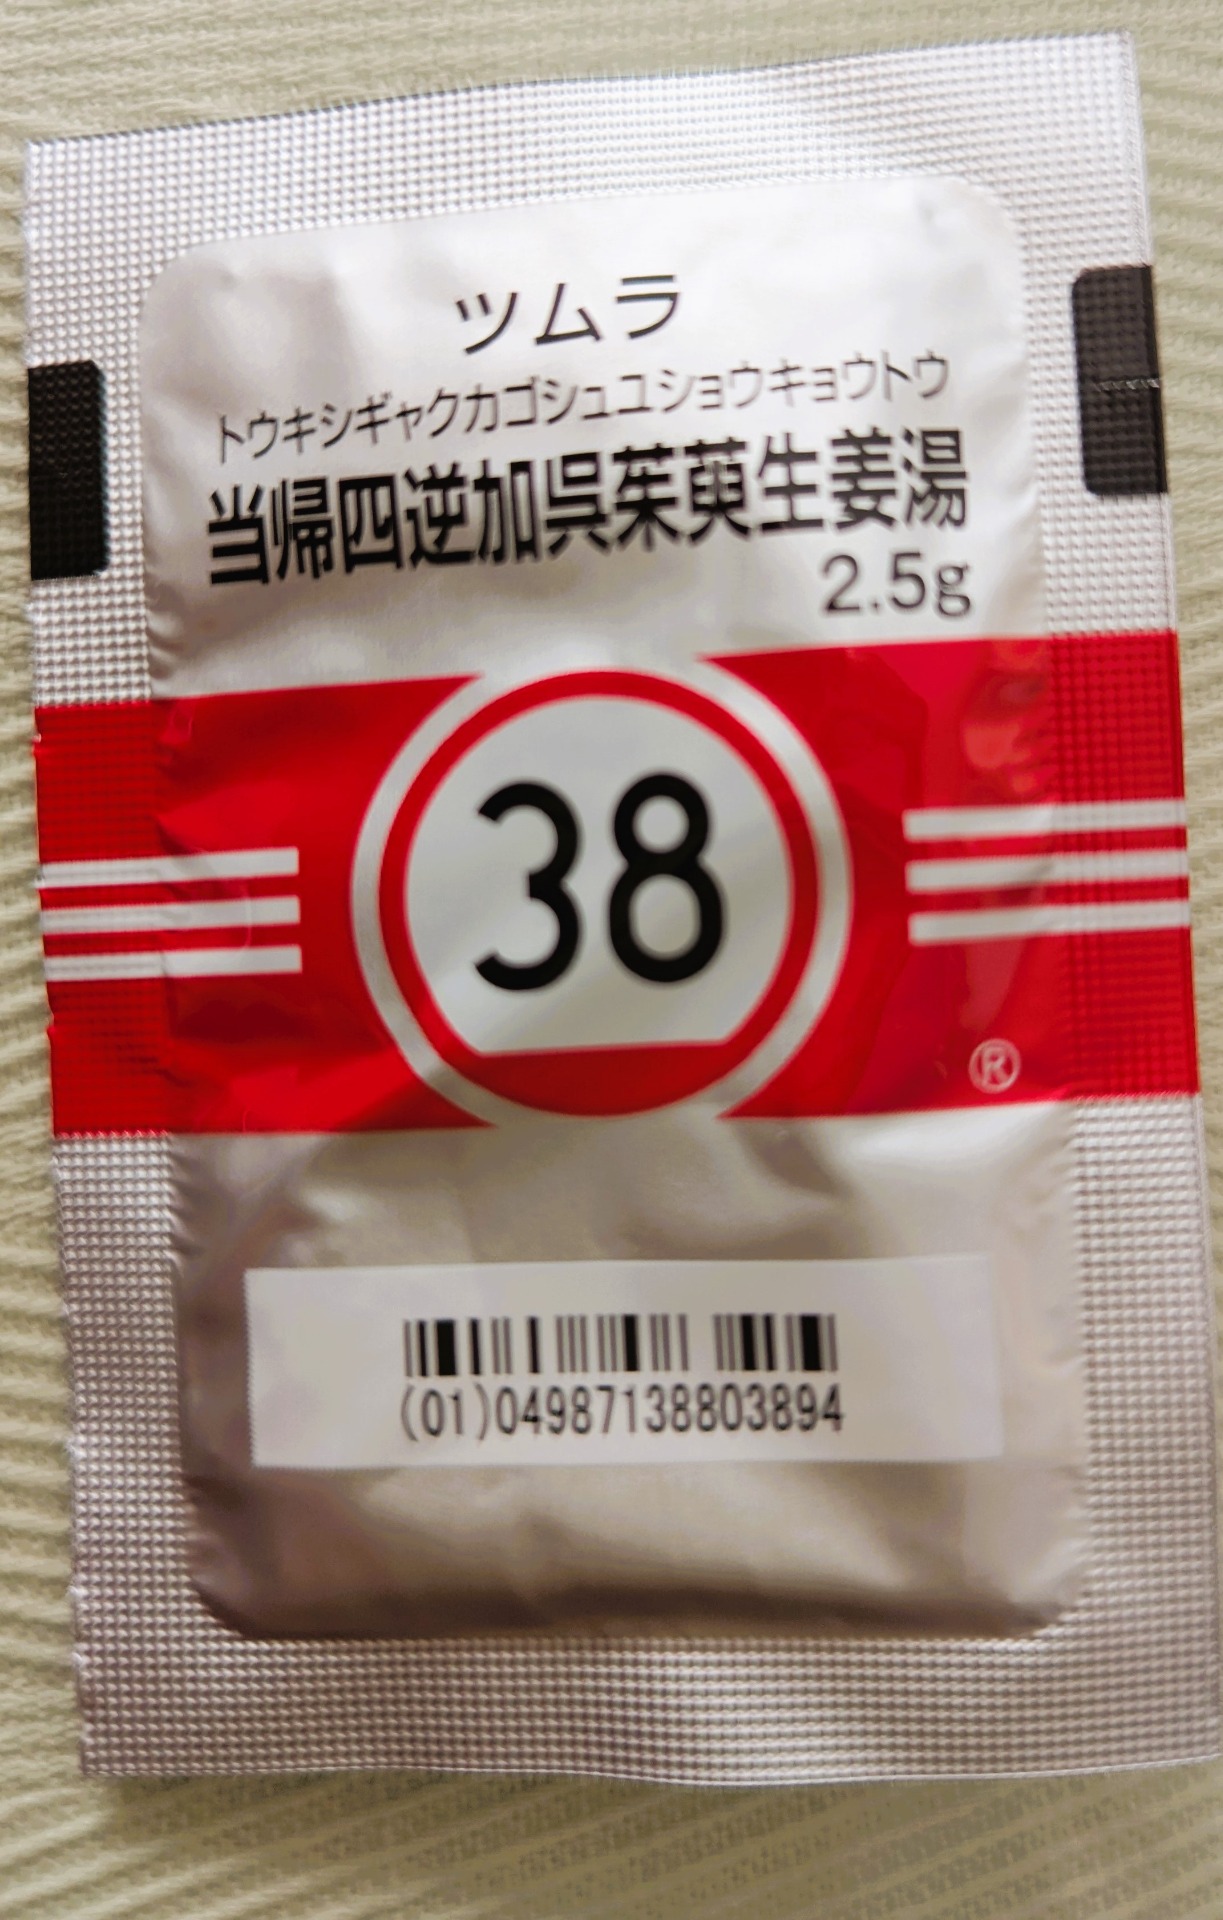 ツムラ
トウキシギャクカゴシュユショウキョウトウ
当帰四逆加呉茱萸生姜湯
2.5g
38
®
(01)04987138803894